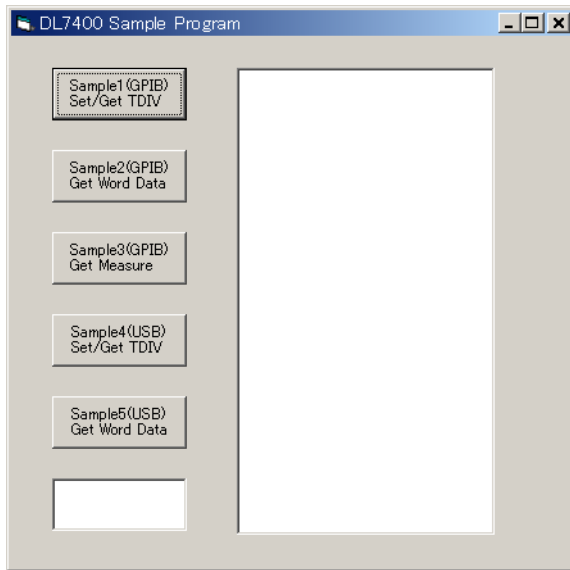 DL7400 Sample Program
Sample1(GPIB)
Set/Get TDIV
Sample2(GPIB)
Get Word Data
Sample3(GPIB)
Get Measure
Sample4(USB)
Set/Get TDIV
Sample5(USB)
Get Word Data